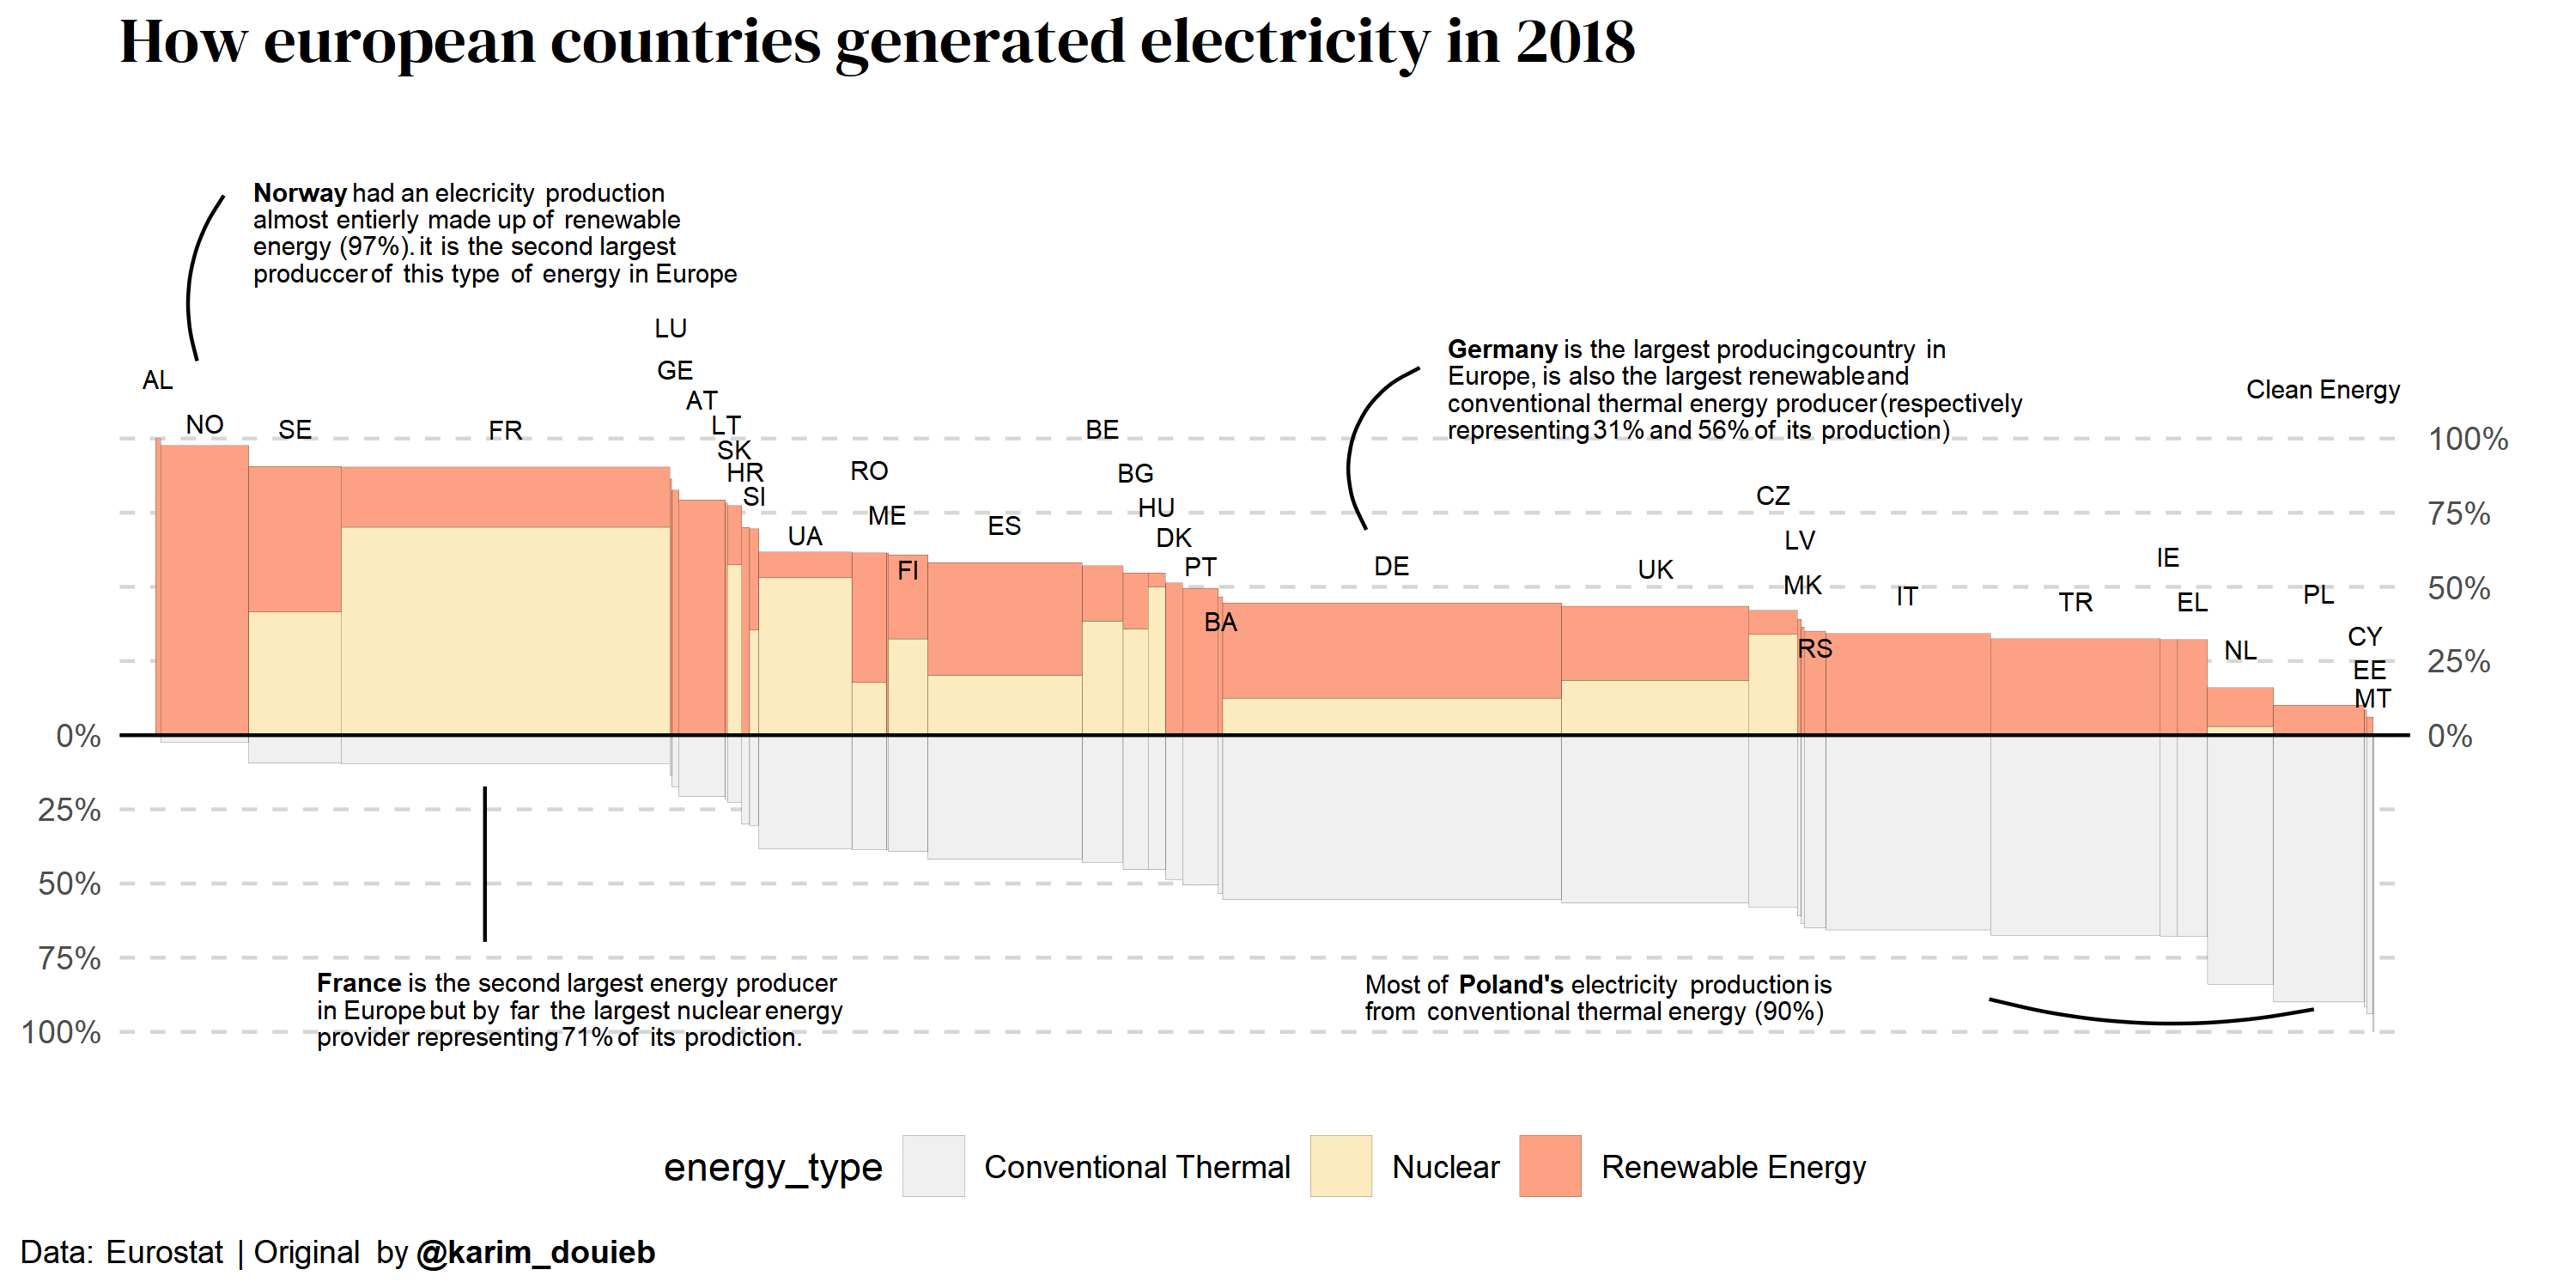 How european countries generated electricity in 2018
Norway had an elecricity production
almost entierly made up of renewable
energy (97%). it is the second largest
produccer of this type of energy in Europe
LU
GE
AT
LT
SK
HR
SI
AL
NO
SE
FR
Germany is the largest producingcountry in
Europe, is also the largest renewableand
conventional thermal energy producer (respectively
representing 31% and 56% of its production)
Clean Energy
UA
RO
ME
FI
ES
BE
BG
HU
DK
PT
BA
DE
UK
CZ
LV
MK
RS
IT
TR
IE
EL
NL
PL
CY
EE
MT
100%
75%
50%
25%
0%
0%
25%
50%
75%
100%
France is the second largest energy producer
in Europe but by far the largest nuclear energy
provider representing 71% of its prodiction.
Most of Poland's electricity production is
from conventional thermal energy (90%)
energy_type Conventional Thermal Nuclear Renewable Energy
Data: Eurostat | Original by @karim_douieb